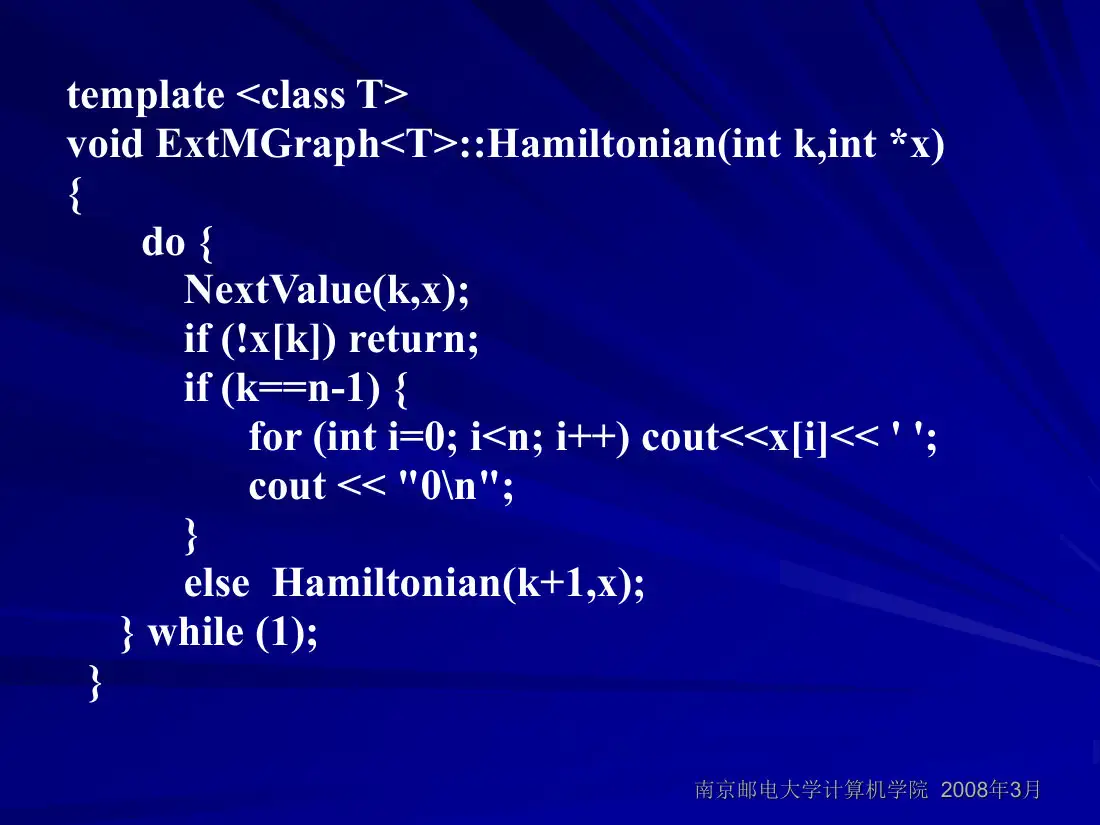 template <class T>
void ExtMGraph<T>::Hamiltonian(int k,int *x)
{
do {
NextValue(k,x);
if (!x[k]) return;
if (k==n-1) {
for (int i=0; i<n; i++) cout<<x[i]<< ' ';
cout << "0\n";
}
else  Hamiltonian(k+1,x);
} while (1);
}
南京邮电大学计算机学院 2008年3月